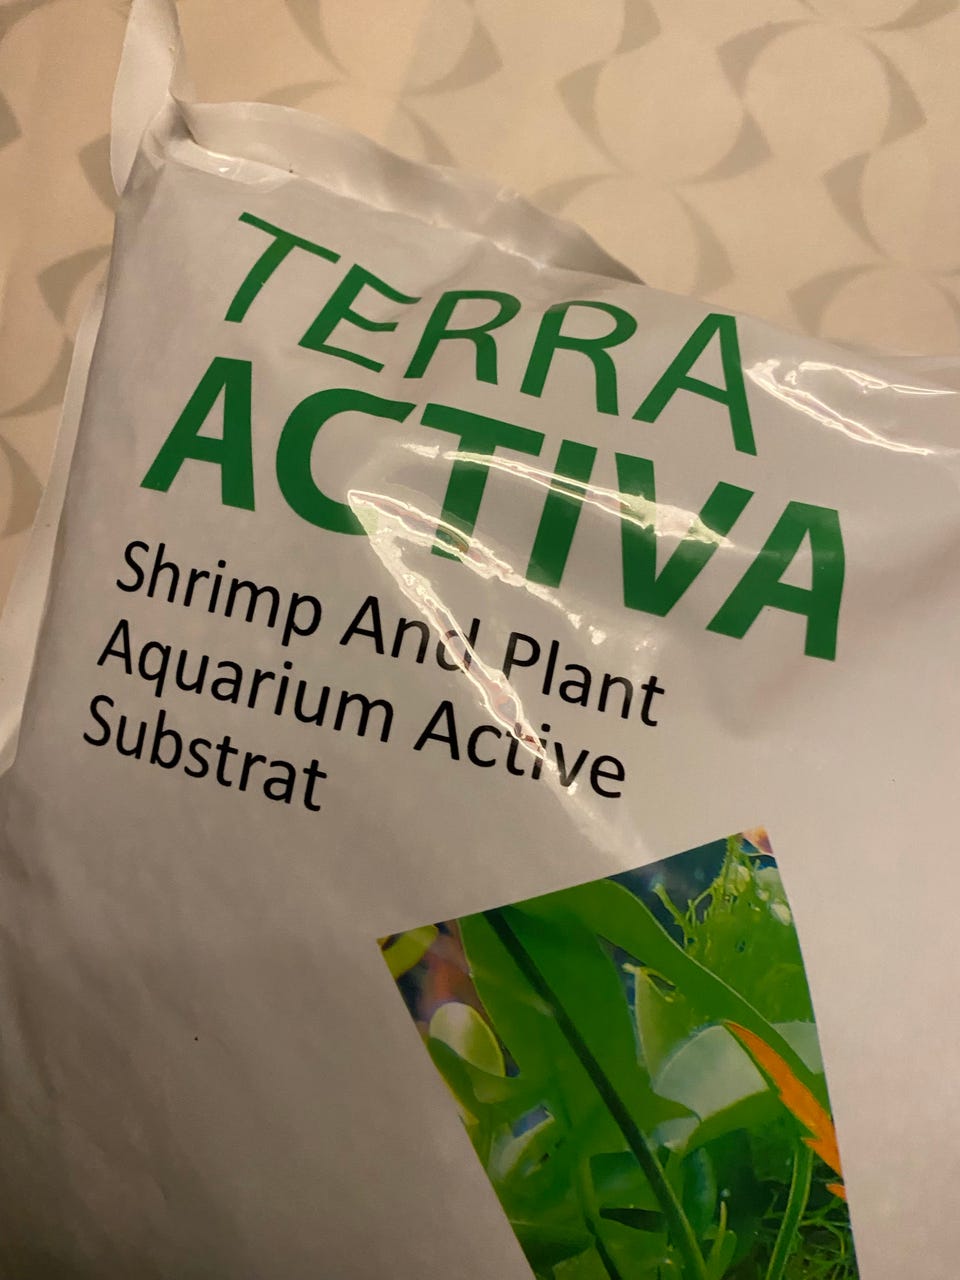 TERRA
ACTIVA
Shrimp And Plant
Aquarium Active
Substrat